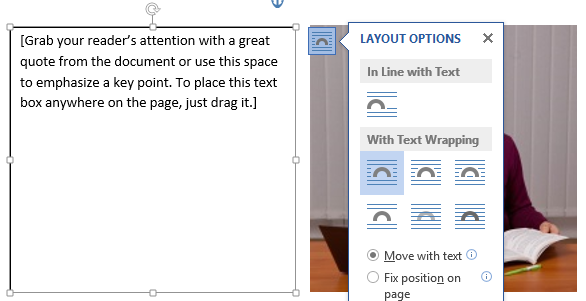 [Grab your reader’s attention with a great
quote from the document or use this space
to emphasize a key point. To place this text
box anywhere on the page, just drag it.]
LAYOUT OPTIONS
In Line with Text
With Text Wrapping
Move with text
Fix position on
page